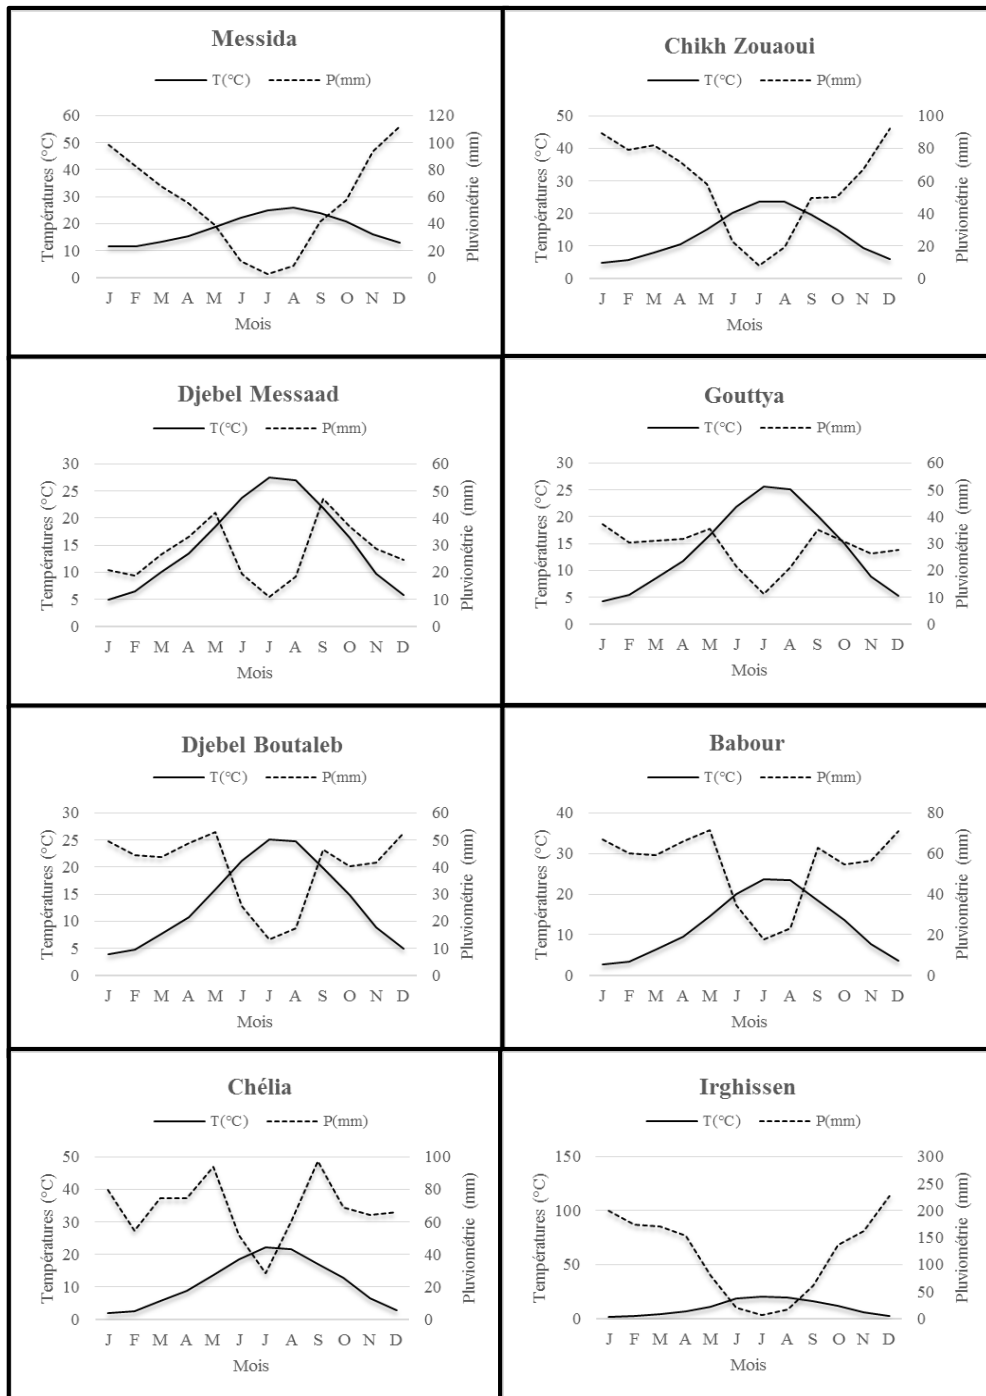 Messida
T(°C) P(mm)
Températures (°C)
60
50
40
30
20
10
0
120
100
80
60
40
20
0
Pluviométrie (mm)
J F M A M J J A S O N D
Mois
Chikh Zouaoui
T(°C) P(mm)
Températures (°C)
50
40
30
20
10
0
100
80
60
40
20
0
Pluviométrie (mm)
J F M A M J J A S O N D
Mois
Djebel Messaad
T(°C) P(mm)
Températures (°C)
30
25
20
15
10
5
0
60
50
40
30
20
10
0
Pluviométrie (mm)
J F M A M J J A S O N D
Mois
Gouttya
T(°C) P(mm)
Températures (°C)
30
25
20
15
10
5
0
60
50
40
30
20
10
0
Pluviométrie (mm)
J F M A M J J A S O N D
Mois
Djebel Boutaleb
T(°C) P(mm)
Températures (°C)
30
25
20
15
10
5
0
60
50
40
30
20
10
0
Pluviométrie (mm)
J F M A M J J A S O N D
Mois
Babour
T(°C) P(mm)
Températures (°C)
40
30
20
10
0
80
60
40
20
0
Pluviométrie (mm)
J F M A M J J A S O N D
Mois
Chélia
T(°C) P(mm)
Températures (°C)
50
40
30
20
10
0
100
80
60
40
20
0
Pluviométrie (mm)
J F M A M J J A S O N D
Mois
Irghissen
T(°C) P(mm)
Températures (°C)
150
100
50
0
300
250
200
150
100
50
0
Pluviométrie (mm)
J F M A M J J A S O N D
Mois